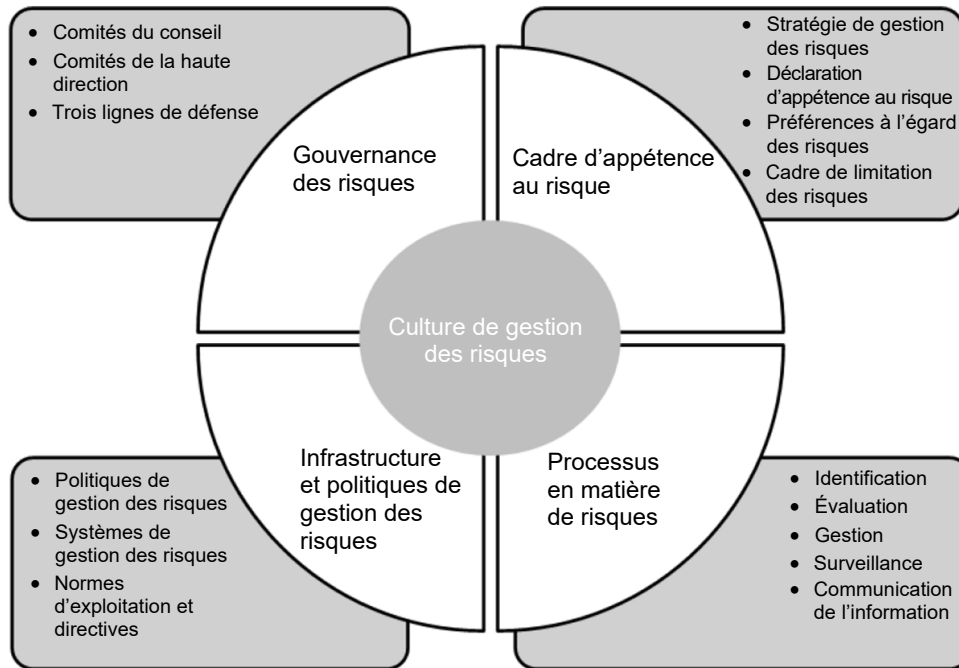 • Comités du conseil
• Comités de la haute
direction
• Trois lignes de défense
Gouvernance
des risques
• Stratégie de gestion
des risques
• Déclaration
d’appétence au risque
• Préférences à l’égard
des risques
• Cadre de limitation
des risques
Cadre d’appétence
au risque
Culture de gestion
des risques
• Politiques de
gestion des risques
• Systèmes de
gestion des risques
• Normes
d’exploitation et
directives
Infrastructure
et politiques de
gestion des
risques
Processus
en matière
de risques
• Identification
• Évaluation
• Gestion
• Surveillance
• Communication
de l’information